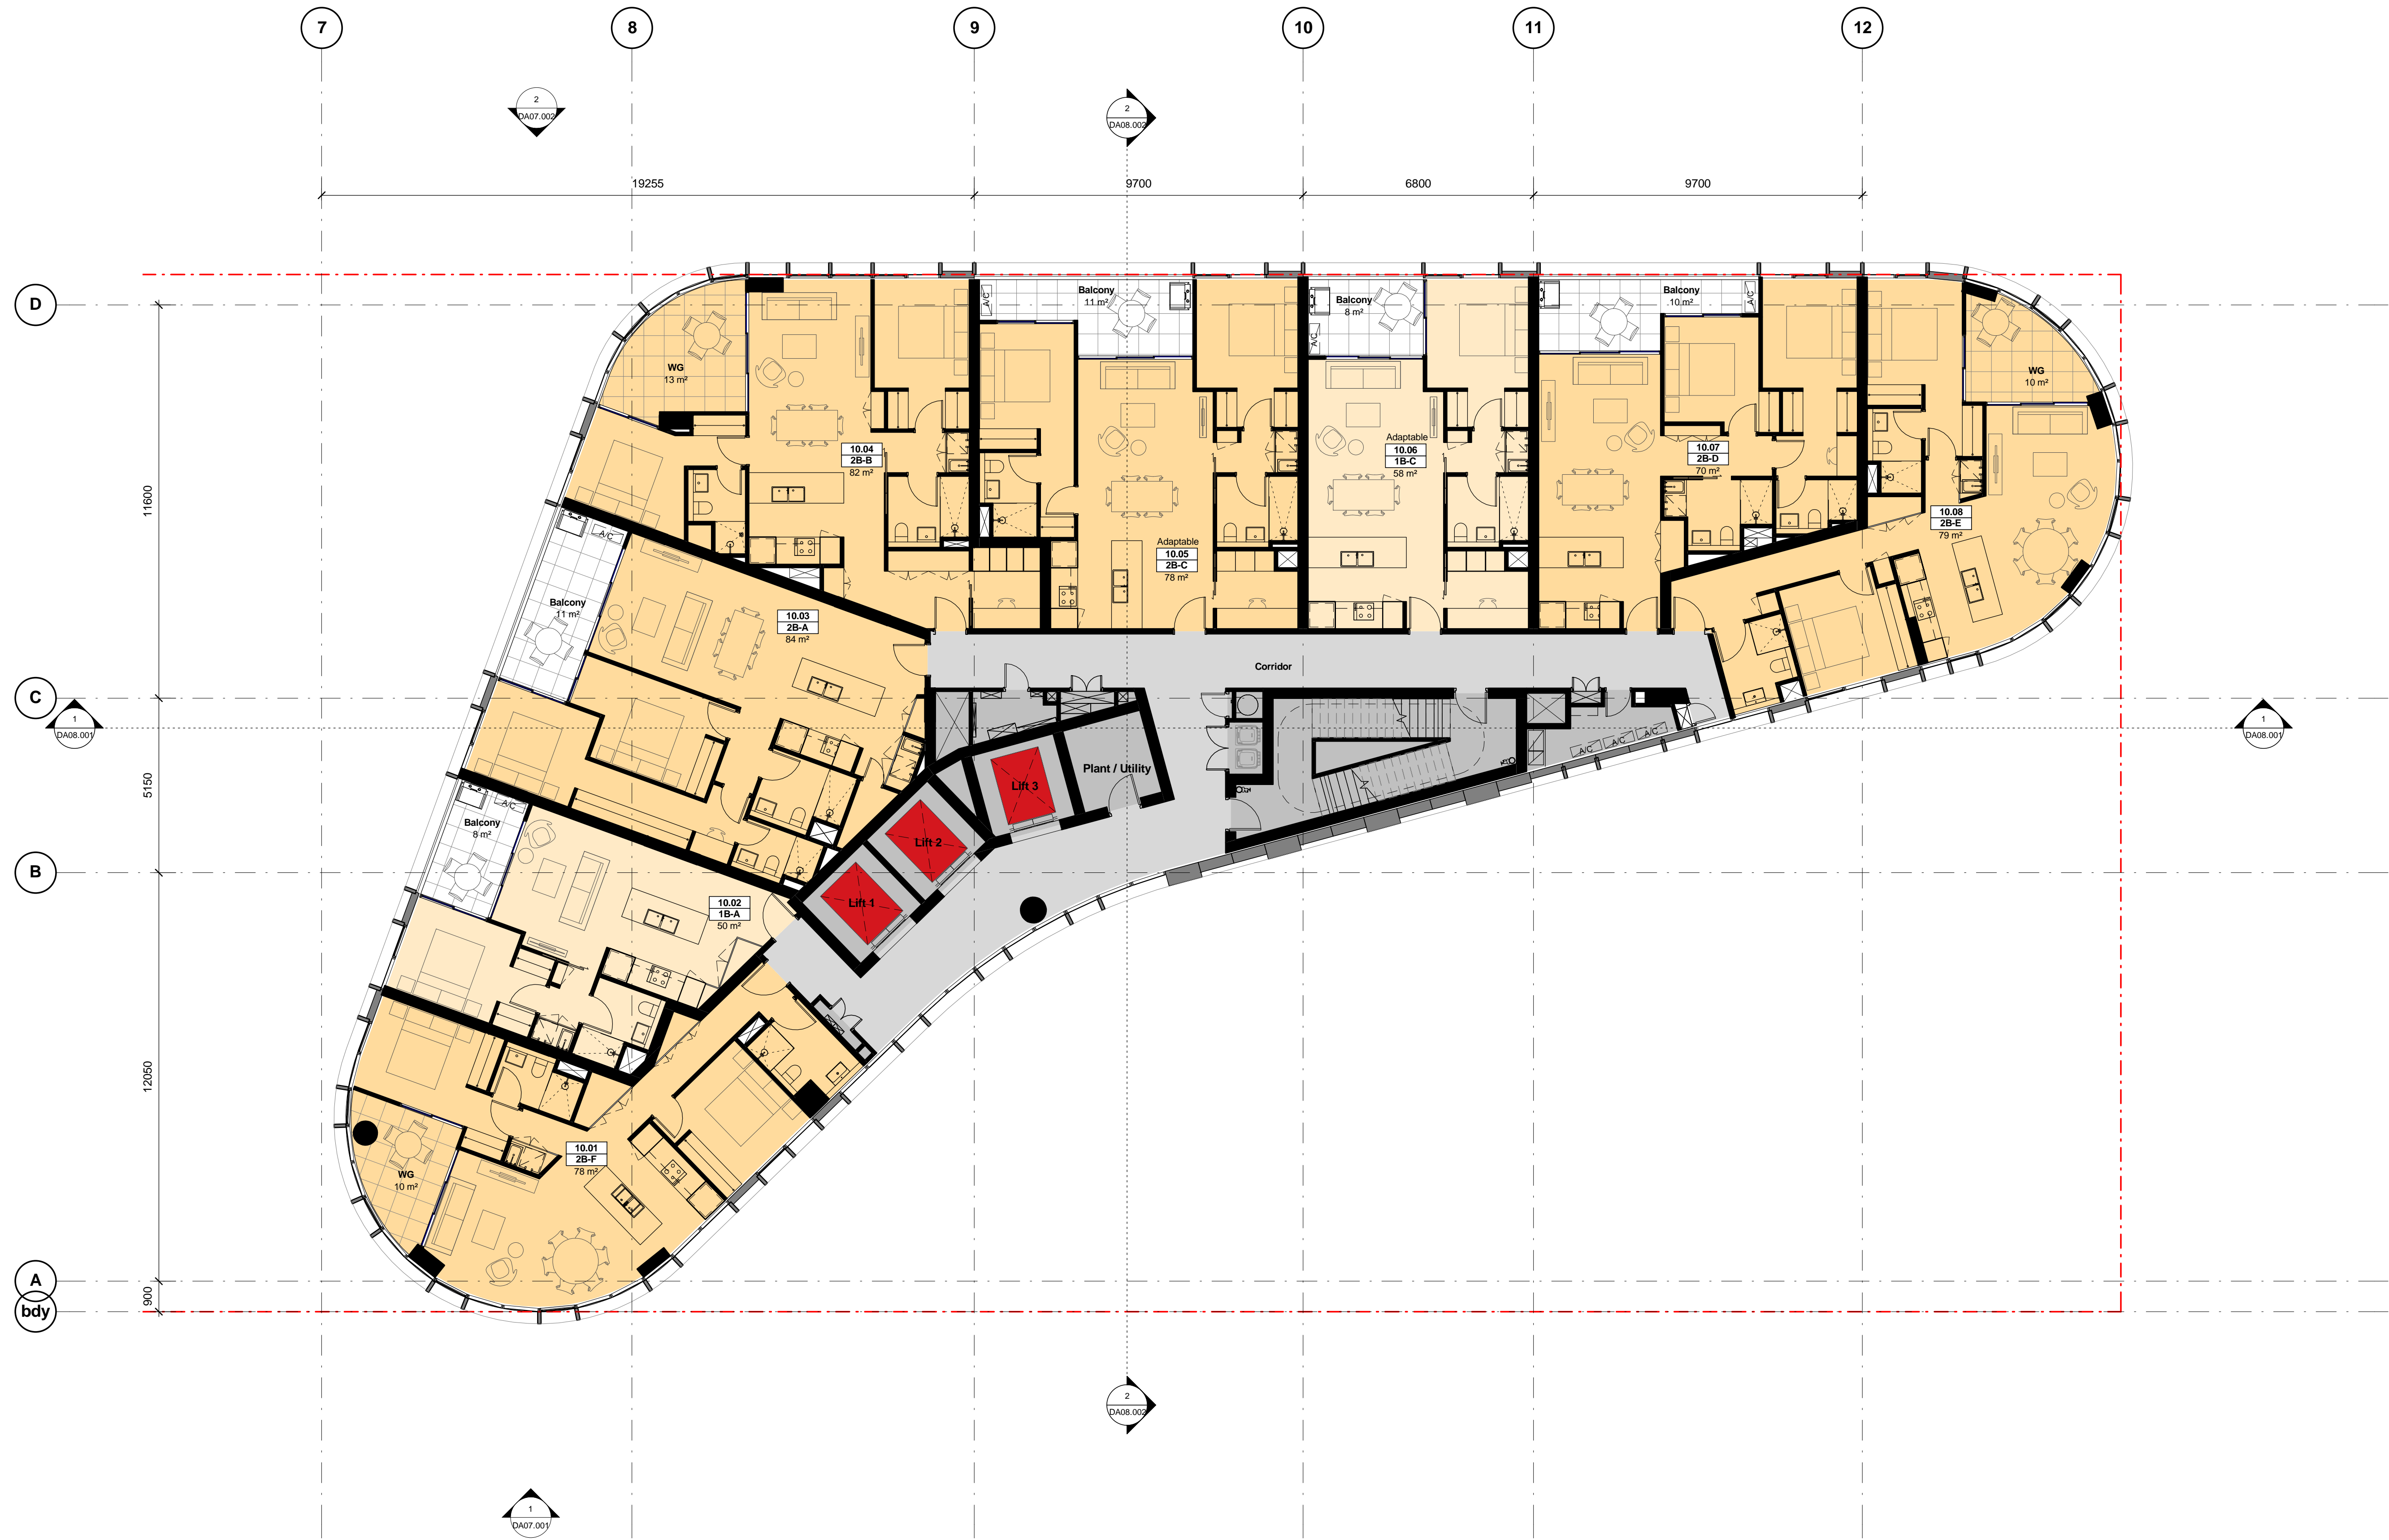 7
8
9
10
11
12
2
DA07.002
2
DA08.002
19255
9700
6800
9700
D
11600
C
5150
B
12050
A
900
bdy
WG
13 m²
10.04
2B-B
82 m²
A/C
Balcony
11 m²
Adaptable
10.05
2B-C
78 m²
Balcony
8 m²
A/C
Adaptable
10.06
1B-C
58 m²
Balcony
10 m²
A/C
10.07
2B-D
70 m²
WG
10 m²
10.08
2B-E
79 m²
A/C
Balcony
11 m²
10.03
2B-A
84 m²
Corridor
1
DA08.001
1
DA08.001
A/C
A/C
A/C
Plant / Utility
Lift 3
Lift 2
Lift 1
A/C
Balcony
8 m²
10.02
1B-A
50 m²
10.01
2B-F
78 m²
WG
10 m²
2
DA08.002
1
DA07.001